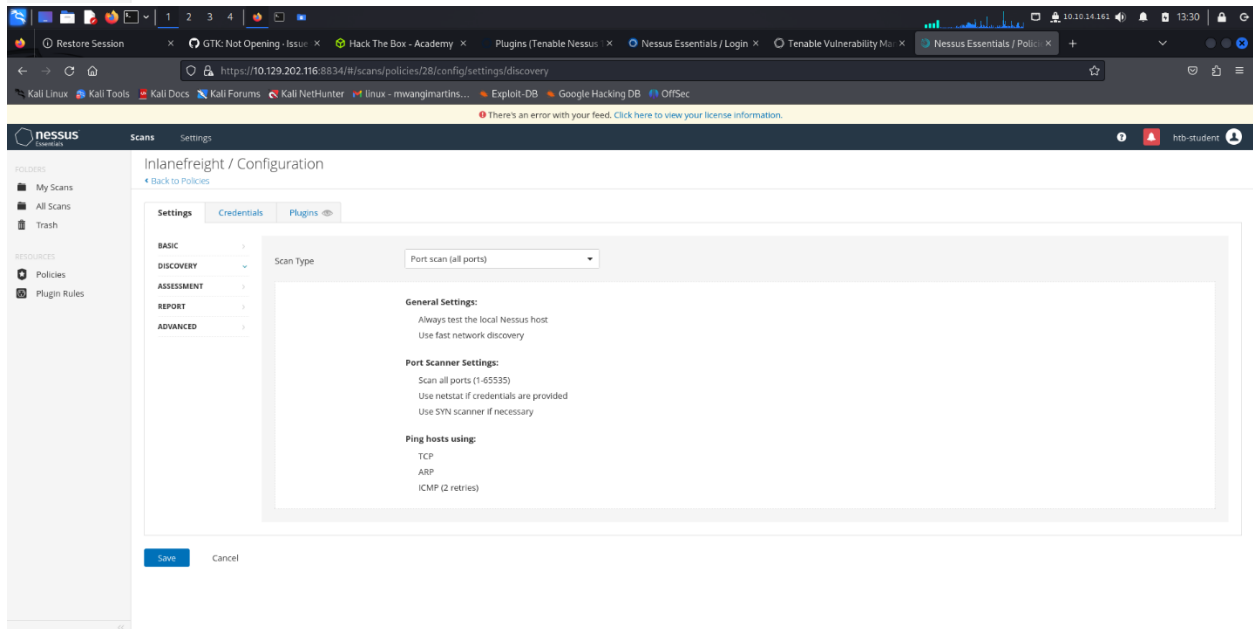 1 2 3 4
10.10.14.161
13:30
Restore Session
GTK: Not Opening - Issue
Hack The Box - Academy
Plugins (Tenable Nessus
Nessus Essentials / Login
Tenable Vulnerability Mar
Nessus Essentials / Polici
https://10.129.202.116:8834/#/scans/policies/28/config/settings/discovery
Kali Linux Kali Tools Kali Docs Kali Forums Kali NetHunter linux - mwangimartins... Exploit-DB Google Hacking DB OffSec
There's an error with your feed. Click here to view your license information.
nessus
Essentials
Scans Settings
htb-student
FOLDERS
My Scans
All Scans
Trash
RESOURCES
Policies
Plugin Rules
Inlanefreight / Configuration
Back to Policies
Settings Credentials Plugins
BASIC
DISCOVERY
ASSESSMENT
REPORT
ADVANCED
Scan Type Port scan (all ports)
General Settings:
Always test the local Nessus host
Use fast network discovery
Port Scanner Settings:
Scan all ports (1-65535)
Use netstat if credentials are provided
Use SYN scanner if necessary
Ping hosts using:
TCP
ARP
ICMP (2 retries)
Save Cancel